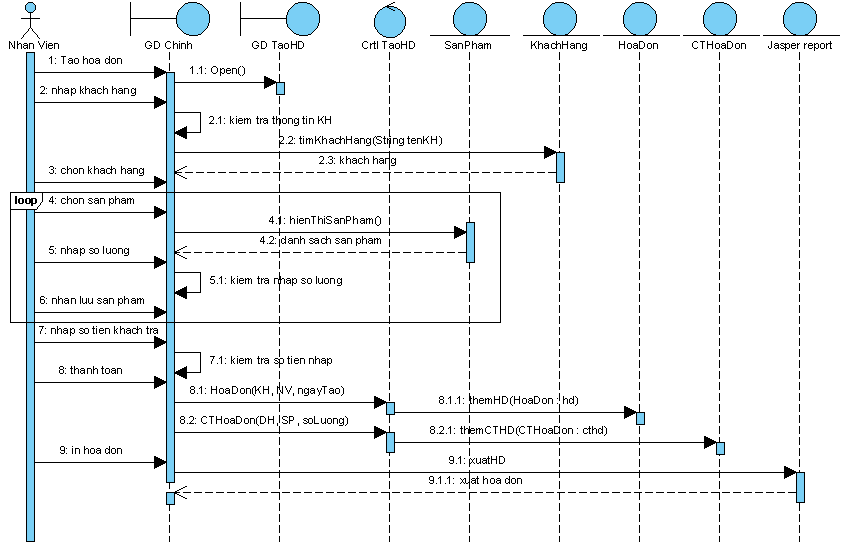 Nhan Vien
GD Chinh
GD TaoHD
Crtl TaoHD
SanPham
KhachHang
HoaDon
CTHoaDon
Jasper report
1: Tao hoa don
1.1: Open()
2: nhap khach hang
2.1: kiem tra thong tin KH
2.2: timKhachHang(String tenKH)
2.3: khach hang
3: chon khach hang
loop
4: chon san pham
4.1: hienThiSanPham()
4.2: danh sach san pham
5: nhap so luong
5.1: kiem tra nhap so luong
6: nhan luu san pham
7: nhap so tien khach tra
7.1: kiem tra so tien nhap
8: thanh toan
8.1: HoaDon(KH, NV, ngayTao)
8.1.1: themHD(HoaDon : hd)
8.2: CTHoaDon(DH, SP , soLuong)
8.2.1: themCTHD(CTHoaDon : cthd)
9: in hoa don
9.1: xuatHD
9.1.1: xuat hoa don